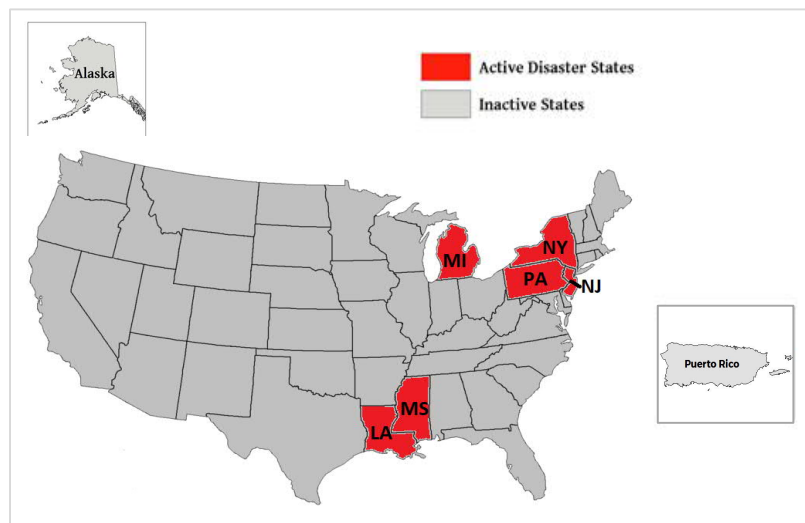 Alaska
Active Disaster States
Inactive States
MI
NY
PA
NJ
Puerto Rico
MS
LA